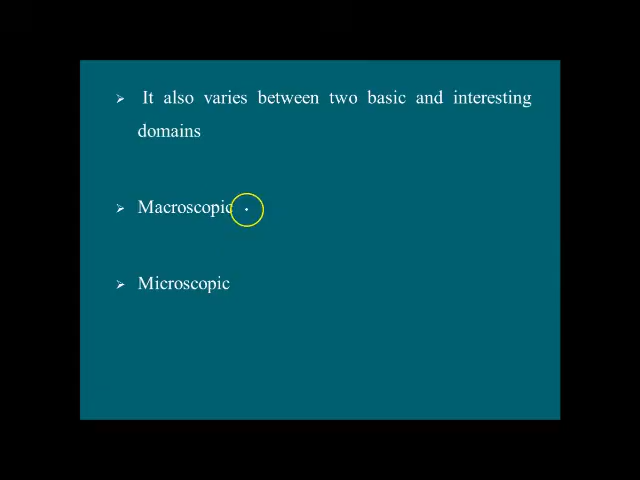 It also varies between two basic and interesting
domains
Macroscopic
Microscopic